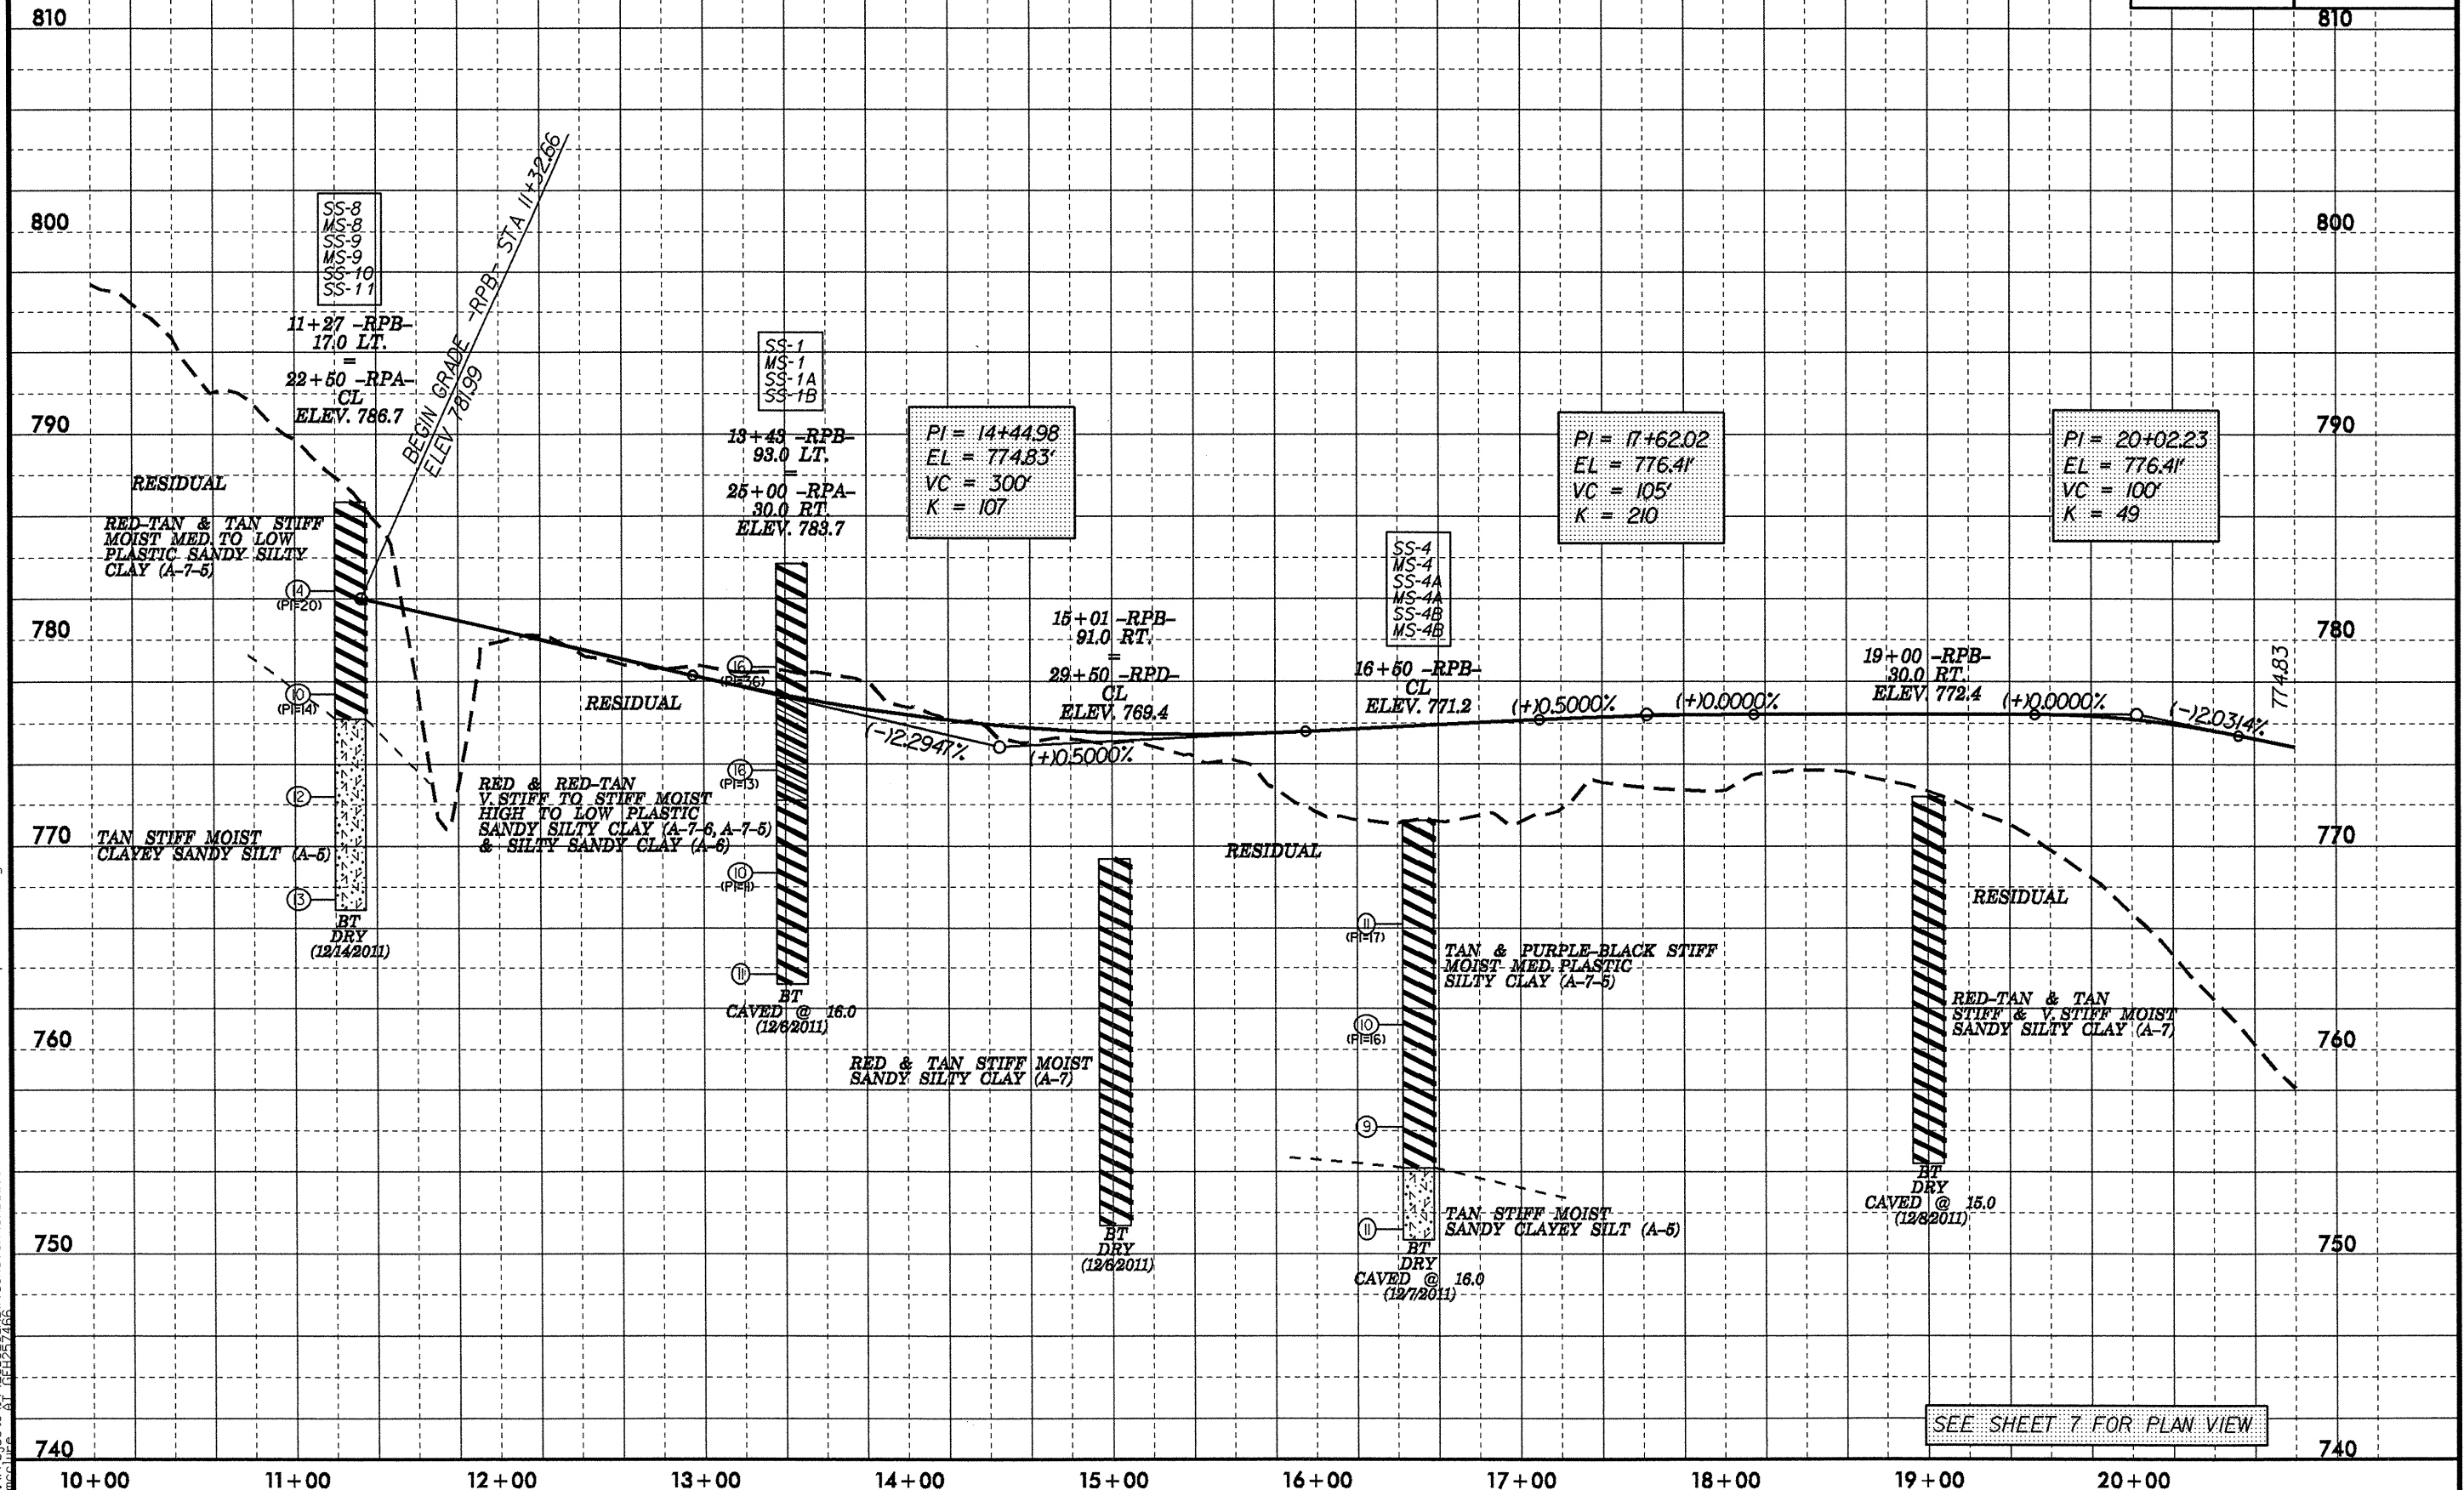 810
810
800
800
790
790
780
780
770
770
760
760
750
750
740
740
SS-8
MS-8
SS-9
MS-9
SS-10
SS-11
11+27 -RPB-
17.0 LT.
=
22+50 -RPA-
CL
ELEV. 786.7
BEGIN GRADE -RPB- STA 11+32.66
ELEV 781.99
RESIDUAL
RED-TAN & TAN STIFF
MOIST MED. TO LOW
PLASTIC SANDY SILTY
CLAY (A-7-5)
14
(PI=20)
10
(PI=14)
12
TAN STIFF MOIST
CLAYEY SANDY SILT (A-5)
13
BT
DRY
(12/14/2011)
SS-1
MS-1
SS-1A
SS-1B
13+43 -RPB-
93.0 LT.
=
25+00 -RPA-
30.0 RT.
ELEV. 783.7
16
(PI=36)
RESIDUAL
16
(PI=13)
RED & RED-TAN
V. STIFF TO STIFF MOIST
HIGH TO LOW PLASTIC
SANDY SILTY CLAY (A-7-6, A-7-5)
& SILTY SANDY CLAY (A-6)
10
(PI=11)
11
BT
CAVED @ 16.0
(12/6/2011)
PI = 14+44.98
EL = 774.83'
VC = 300'
K = 107
(-)2.2947%
(+)0.5000%
15+01 -RPB-
91.0 RT.
=
29+50 -RPD-
CL
ELEV. 769.4
RED & TAN STIFF MOIST
SANDY SILTY CLAY (A-7)
BT
DRY
(12/6/2011)
SS-4
MS-4
SS-4A
MS-4A
SS-4B
MS-4B
16+50 -RPB-
CL
ELEV. 771.2
RESIDUAL
11
(PI=17)
TAN & PURPLE-BLACK STIFF
MOIST MED. PLASTIC
SILTY CLAY (A-7-5)
10
(PI=16)
9
11
TAN STIFF MOIST
SANDY CLAYEY SILT (A-5)
BT
DRY
CAVED @ 16.0
(12/7/2011)
PI = 17+62.02
EL = 776.41'
VC = 105'
K = 210
(+)0.5000%
(+)0.0000%
19+00 -RPB-
30.0 RT.
ELEV. 772.4
(+)0.0000%
(-)2.0314%
774.83
PI = 20+02.23
EL = 776.41'
VC = 100'
K = 49
RESIDUAL
RED-TAN & TAN
STIFF & V. STIFF MOIST
SANDY SILTY CLAY (A-7)
BT
DRY
CAVED @ 15.0
(12/8/2011)
SEE SHEET 7 FOR PLAN VIEW
10+00
11+00
12+00
13+00
14+00
15+00
16+00
17+00
18+00
19+00
20+00